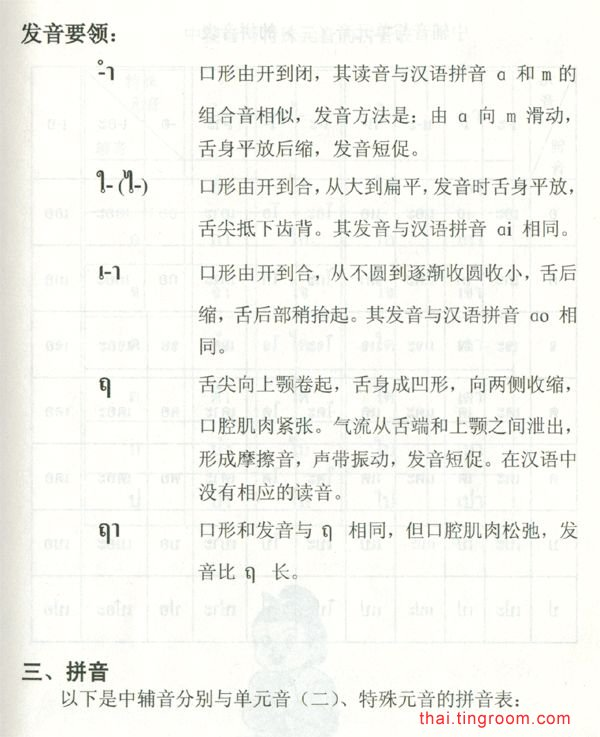 发音要领：
-ำ 口形由开到闭，其读音与汉语拼音 ɑ 和 m 的
组合音相似，发音方法是：由 ɑ 向 m 滑动，
舌身平放后缩，发音短促。
ใ- (ไ-) 口形由开到合，从大到扁平，发音时舌身平放，
舌尖抵下齿背。其发音与汉语拼音 ɑi 相同。
เ-า 口形由开到合，从不圆到逐渐收圆收小，舌后
缩，舌后部稍抬起。其发音与汉语拼音 ɑo 相
同。
ฤ 舌尖向上颚卷起，舌身成凹形，向两侧收缩，
口腔肌肉紧张。气流从舌端和上颚之间泄出，
形成摩擦音，声带振动，发音短促。在汉语中
没有相应的读音。
ฤา 口形和发音与 ฤ 相同，但口腔肌肉松弛，发
音比 ฤ 长。
三、拼音
以下是中辅音分别与单元音（二）、特殊元音的拼音表：
thai.tingroom.com